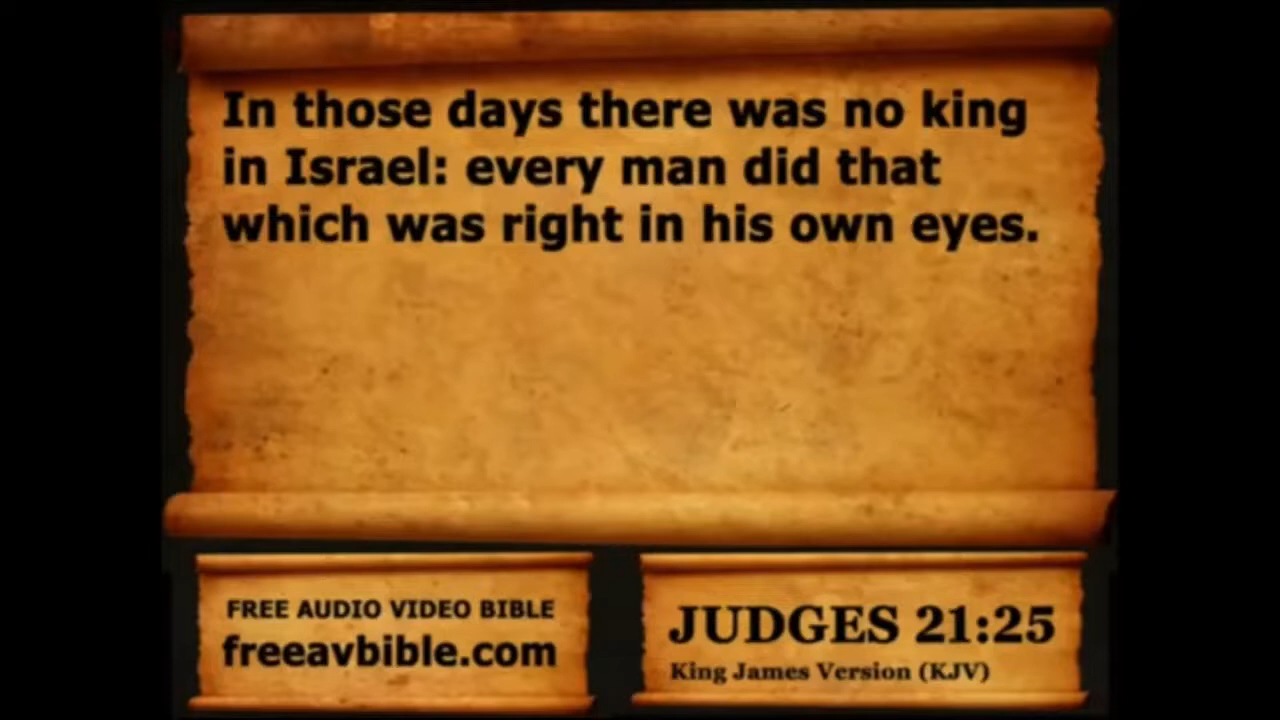 In those days there was no king
in Israel: every man did that
which was right in his own eyes.
FREE AUDIO VIDEO BIBLE
freeavbible.com
JUDGES 21:25
King James Version (KJV)